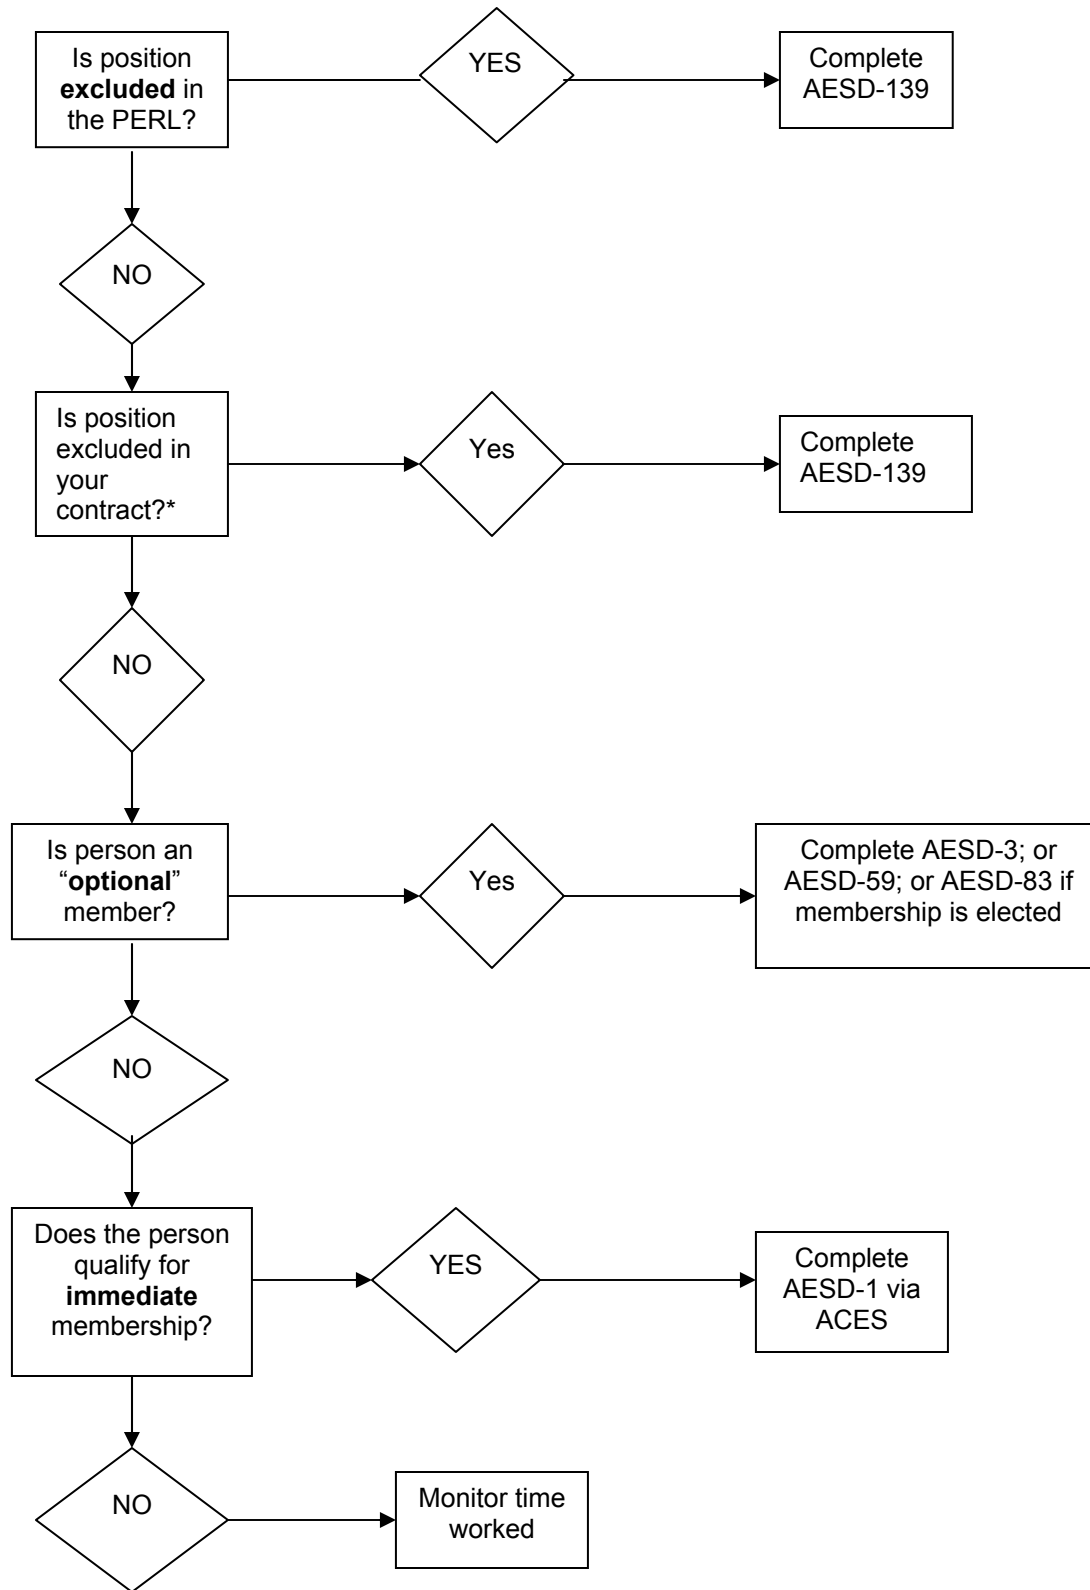 Is position
excluded in
the PERL?
YES
Complete
AESD-139
NO
Is position
excluded in
your
contract?*
Yes
Complete
AESD-139
NO
Is person an
“optional”
member?
Yes
Complete AESD-3; or
AESD-59; or AESD-83 if
membership is elected
NO
Does the person
qualify for
immediate
membership?
YES
Complete
AESD-1 via
ACES
NO
Monitor time
worked